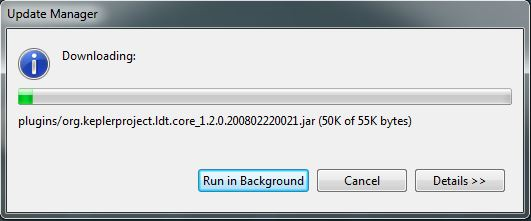 Update Manager
Downloading:
plugins/org.keplerproject.ldt.core_1.2.0.200802220021.jar (50K of 55K bytes)
Run in Background
Cancel
Details >>